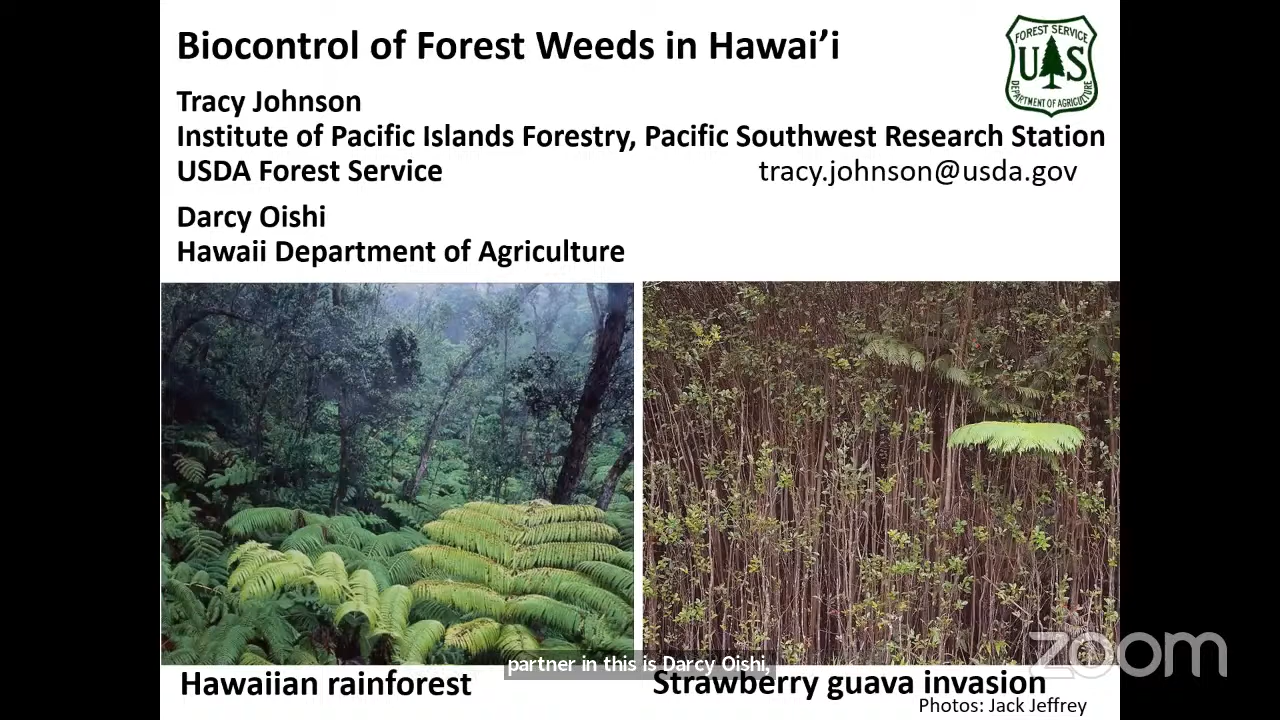 Biocontrol of Forest Weeds in Hawai’i
FOREST SERVICE
U S
DEPARTMENT OF AGRICULTURE
Tracy Johnson
Institute of Pacific Islands Forestry, Pacific Southwest Research Station
USDA Forest Service
tracy.johnson@usda.gov
Darcy Oishi
Hawaii Department of Agriculture
partner in this is Darcy Oishi,
zoom
Hawaiian rainforest
Strawberry guava invasion
Photos: Jack Jeffrey